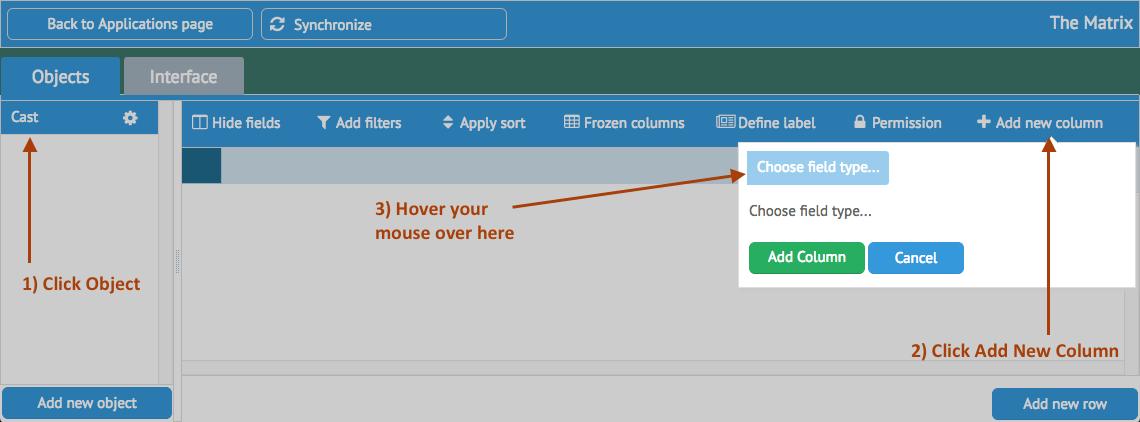 Back to Applications page
Synchronize
The Matrix
Objects
Interface
Cast
Hide fields
Add filters
Apply sort
Frozen columns
Define label
Permission
Add new column
Choose field type...
3) Hover your
mouse over here
Choose field type...
Add Column
Cancel
1) Click Object
2) Click Add New Column
Add new object
Add new row